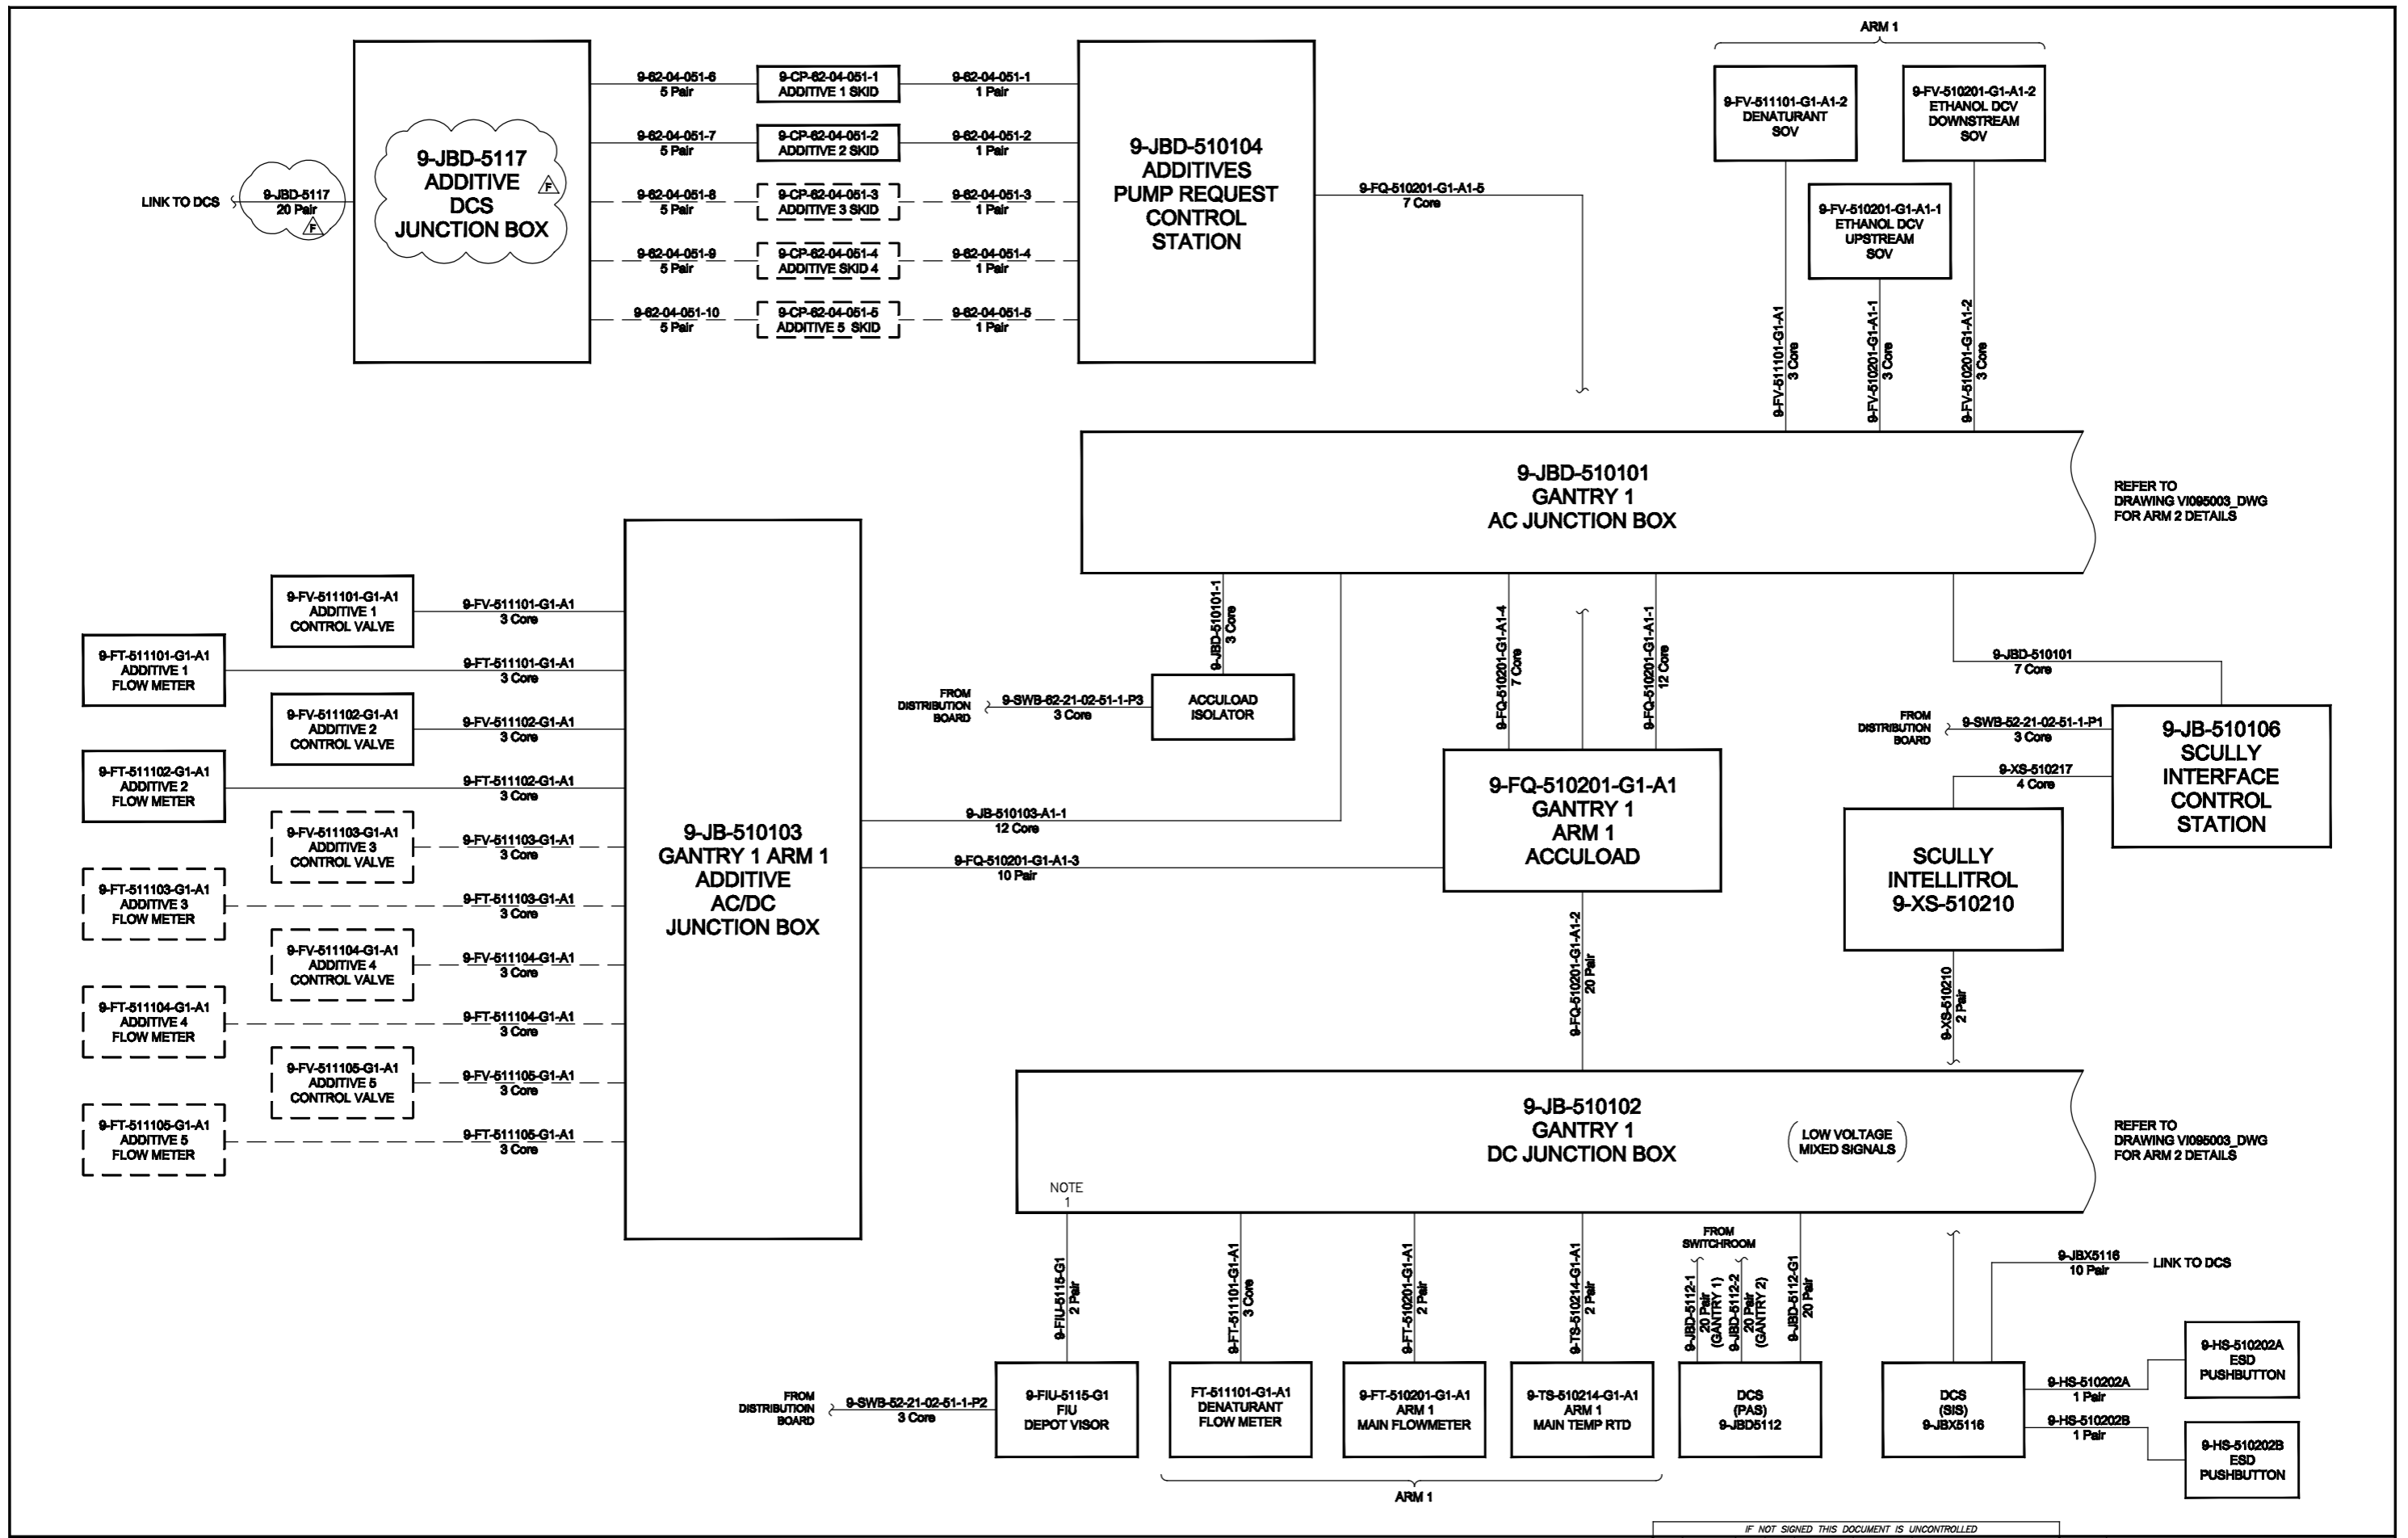 LINK TO DCS
9-JBD-5117
20 Pair
F
9-JBD-5117
ADDITIVE
DCS
JUNCTION BOX
F
9-62-04-051-6
5 Pair
9-CP-62-04-051-1
ADDITIVE 1 SKID
9-62-04-051-1
1 Pair
9-62-04-051-7
5 Pair
9-CP-62-04-051-2
ADDITIVE 2 SKID
9-62-04-051-2
1 Pair
9-62-04-051-8
5 Pair
9-CP-62-04-051-3
ADDITIVE 3 SKID
9-62-04-051-3
1 Pair
9-62-04-051-9
5 Pair
9-CP-62-04-051-4
ADDITIVE SKID 4
9-62-04-051-4
1 Pair
9-62-04-051-10
5 Pair
9-CP-62-04-051-5
ADDITIVE 5 SKID
9-62-04-051-5
1 Pair
9-JBD-510104
ADDITIVES
PUMP REQUEST
CONTROL
STATION
9-FQ-510201-G1-A1-5
7 Core
ARM 1
9-FV-511101-G1-A1-2
DENATURANT
SOV
9-FV-510201-G1-A1-2
ETHANOL DCV
DOWNSTREAM
SOV
9-FV-510201-G1-A1-1
ETHANOL DCV
UPSTREAM
SOV
9-FV-511101-G1-A1
3 Core
9-FV-510201-G1-A1-1
3 Core
9-FV-510201-G1-A1-2
3 Core
9-JBD-510101
GANTRY 1
AC JUNCTION BOX
REFER TO
DRAWING VI095003_DWG
FOR ARM 2 DETAILS
9-FV-511101-G1-A1
ADDITIVE 1
CONTROL VALVE
9-FV-511101-G1-A1
3 Core
9-FT-511101-G1-A1
ADDITIVE 1
FLOW METER
9-FT-511101-G1-A1
3 Core
9-FV-511102-G1-A1
ADDITIVE 2
CONTROL VALVE
9-FV-511102-G1-A1
3 Core
9-FT-511102-G1-A1
ADDITIVE 2
FLOW METER
9-FT-511102-G1-A1
3 Core
9-FV-511103-G1-A1
ADDITIVE 3
CONTROL VALVE
9-FV-511103-G1-A1
3 Core
9-FT-511103-G1-A1
ADDITIVE 3
FLOW METER
9-FT-511103-G1-A1
3 Core
9-FV-511104-G1-A1
ADDITIVE 4
CONTROL VALVE
9-FV-511104-G1-A1
3 Core
9-FT-511104-G1-A1
ADDITIVE 4
FLOW METER
9-FT-511104-G1-A1
3 Core
9-FV-511105-G1-A1
ADDITIVE 5
CONTROL VALVE
9-FV-511105-G1-A1
3 Core
9-FT-511105-G1-A1
ADDITIVE 5
FLOW METER
9-FT-511105-G1-A1
3 Core
9-JB-510103
GANTRY 1 ARM 1
ADDITIVE
AC/DC
JUNCTION BOX
9-JBD-510101-1
3 Core
FROM
DISTRIBUTION
BOARD
9-SWB-62-21-02-51-1-P3
3 Core
ACCULOAD
ISOLATOR
9-JB-510103-A1-1
12 Core
9-FQ-510201-G1-A1-3
10 Pair
9-FQ-510201-G1-A1-4
7 Core
9-FQ-510201-G1-A1-1
12 Core
9-FQ-510201-G1-A1
GANTRY 1
ARM 1
ACCULOAD
9-JBD-510101
7 Core
FROM
DISTRIBUTION
BOARD
9-SWB-52-21-02-51-1-P1
3 Core
9-XS-510217
4 Core
9-JB-510106
SCULLY
INTERFACE
CONTROL
STATION
SCULLY
INTELLITROL
9-XS-510210
9-FQ-510201-G1-A1-2
20 Pair
9-XS-510210
2 Pair
9-JB-510102
GANTRY 1
DC JUNCTION BOX
LOW VOLTAGE
MIXED SIGNALS
NOTE
1
REFER TO
DRAWING VI095003_DWG
FOR ARM 2 DETAILS
9-FIU-5115-G1
2 Pair
9-FT-511101-G1-A1
3 Core
9-FT-510201-G1-A1
2 Pair
9-TS-510214-G1-A1
2 Pair
FROM
SWITCHROOM
9-JBD-5112-1
20 Pair
(GANTRY 1)
9-JBD-5112-2
20 Pair
(GANTRY 2)
9-JBD-5112-G1
20 Pair
9-JBX5116
10 Pair
LINK TO DCS
FROM
DISTRIBUTIOIN
BOARD
9-SWB-52-21-02-51-1-P2
3 Core
9-FIU-5115-G1
FIU
DEPOT VISOR
FT-511101-G1-A1
DENATURANT
FLOW METER
9-FT-510201-G1-A1
ARM 1
MAIN FLOWMETER
9-TS-510214-G1-A1
ARM 1
MAIN TEMP RTD
DCS
(PAS)
9-JBD5112
DCS
(SIS)
9-JBX5116
9-HS-510202A
1 Pair
9-HS-510202A
ESD
PUSHBUTTON
9-HS-510202B
1 Pair
9-HS-510202B
ESD
PUSHBUTTON
ARM 1
IF NOT SIGNED THIS DOCUMENT IS UNCONTROLLED